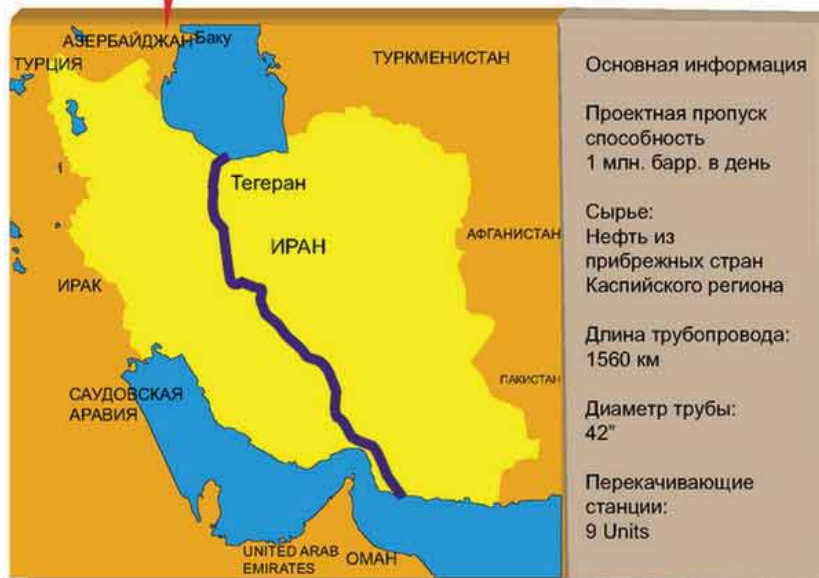 АЗЕРБАЙДЖАН
Баку
ТУРЦИЯ
ТУРКМЕНИСТАН
Тегеран
ИРАН
АФГАНИСТАН
ИРАК
ПАКИСТАН
САУДОВСКАЯ
АРАВИЯ
UNITED ARAB
EMIRATES
ОМАН
Основная информация
Проектная пропуск
способность
1 млн. барр. в день
Сырье:
Нефть из
прибрежных стран
Каспийского региона
Длина трубопровода:
1560 км
Диаметр трубы:
42"
Перекачивающие
станции:
9 Units